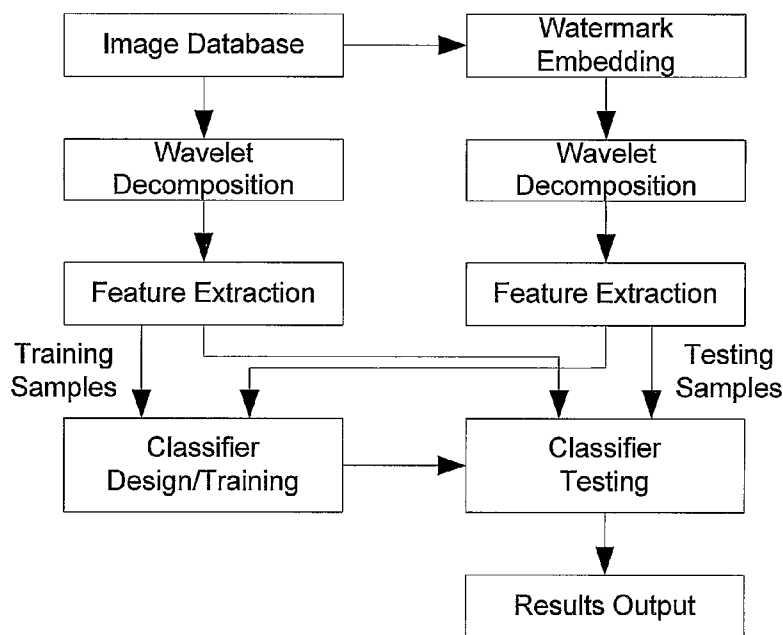 Image Database
Watermark
Embedding
Wavelet
Decomposition
Wavelet
Decomposition
Feature Extraction
Feature Extraction
Training
Samples
Testing
Samples
Classifier
Design/Training
Classifier
Testing
Results Output